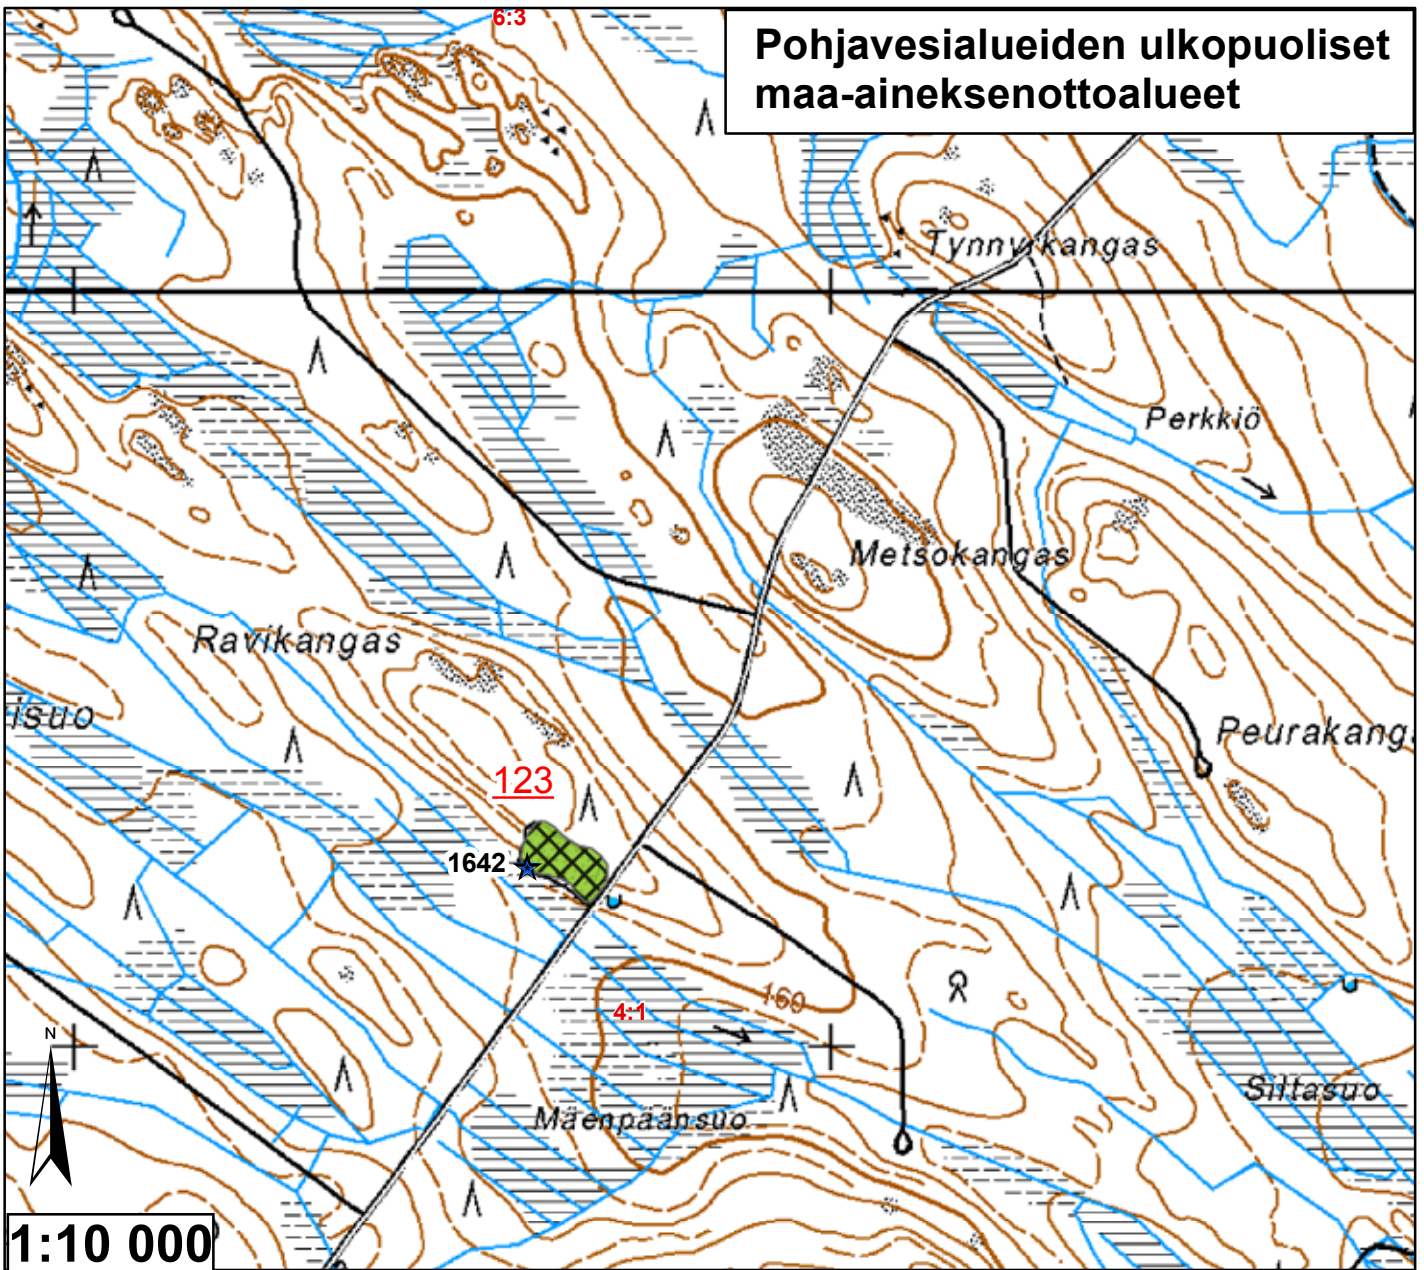 6:3
Pohjavesialueiden ulkopuoliset
maa-aineksenottoalueet
Tynnyrkangas
Perkkiö
Metsokangas
Ravikangas
isuo
Peurakang
123
1642
160
4:1
N
Siltasuo
Mäenpäänsuo
1:10 000